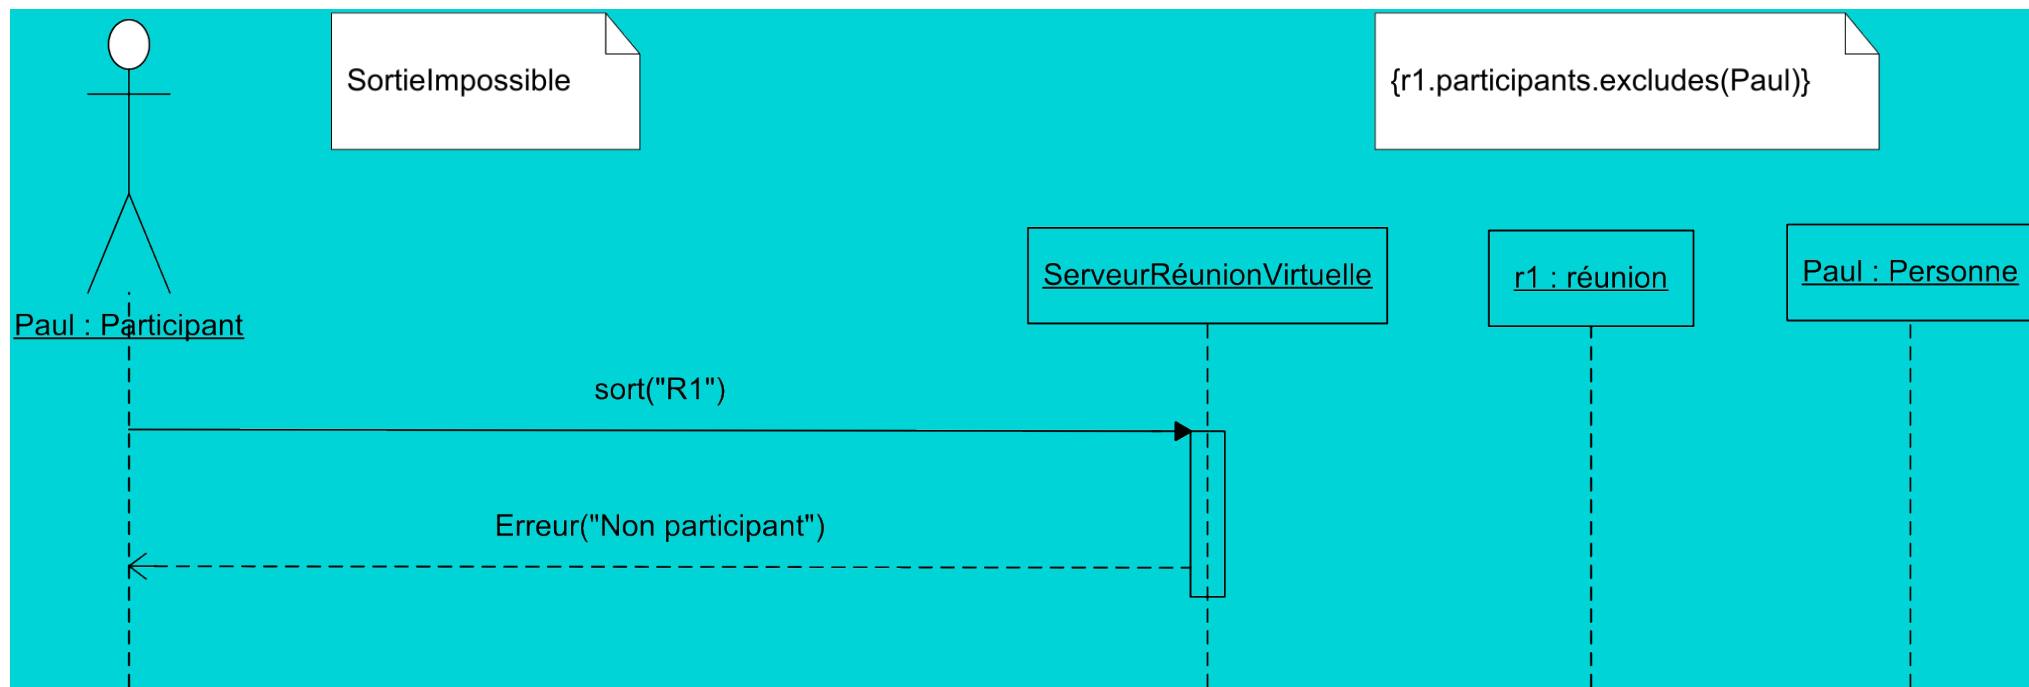 SortieImpossible
{r1.participants.excludes(Paul)}
ServeurRéunionVirtuelle
r1 : réunion
Paul : Personne
Paul : Participant
sort("R1")
Erreur("Non participant")